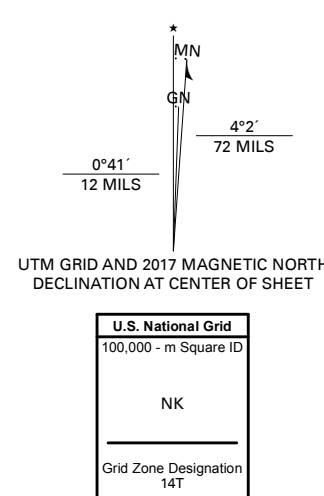 ★
MN
GN
4°2´
72 MILS
0°41´
12 MILS
UTM GRID AND 2017 MAGNETIC NORTH
DECLINATION AT CENTER OF SHEET
U.S. National Grid
100,000 - m Square ID
NK
Grid Zone Designation
14T